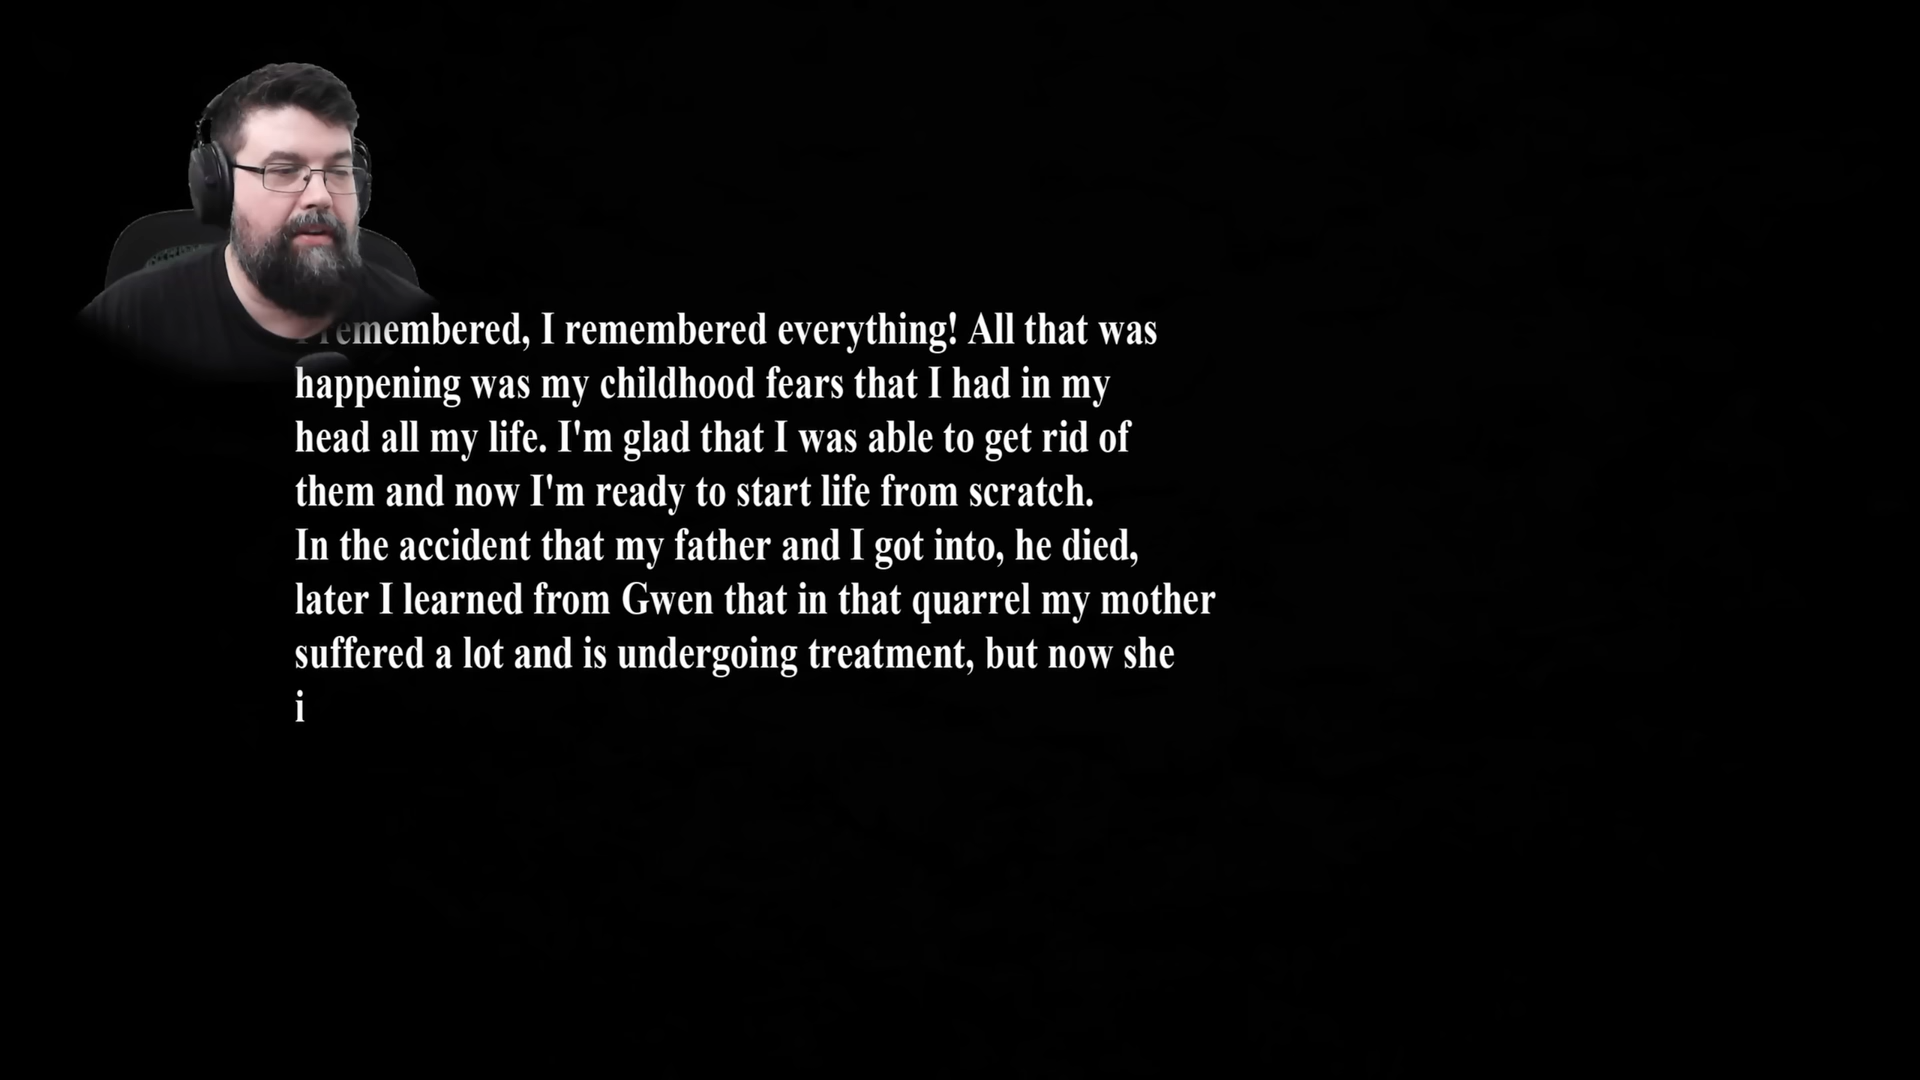 I remembered, I remembered everything! All that was
happening was my childhood fears that I had in my
head all my life. I'm glad that I was able to get rid of
them and now I'm ready to start life from scratch.
In the accident that my father and I got into, he died,
later I learned from Gwen that in that quarrel my mother
suffered a lot and is undergoing treatment, but now she
i